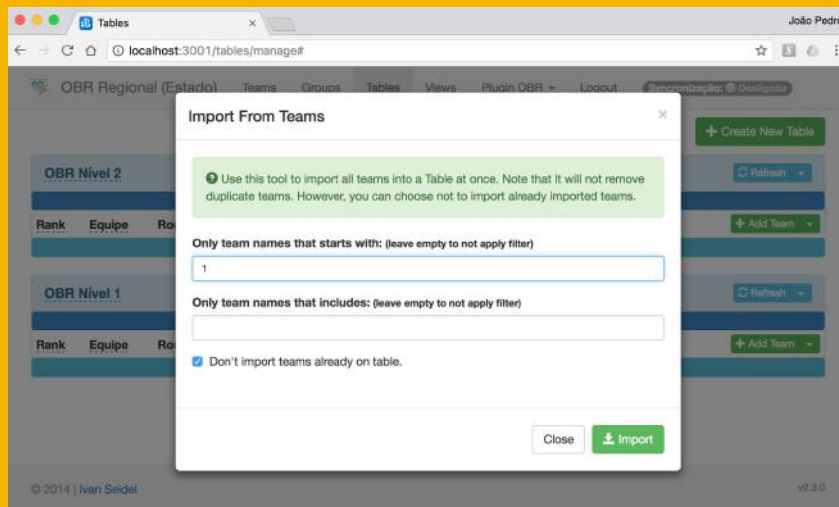 Tables
João Pedro
localhost:3001/tables/manage#
OBR Regional (Estado) Teams Groups Tables Views Plugin OBR Logout Syncronização: Desligada
Import From Teams ×
+ Create New Table
Use this tool to import all teams into a Table at once. Note that It will not remove
duplicate teams. However, you can choose not to import already imported teams.
OBR Nível 2 Refresh
Rank Equipe + Add Team
Only team names that starts with: (leave empty to not apply filter)
1
OBR Nível 1 Refresh
Only team names that includes: (leave empty to not apply filter)
Rank Equipe + Add Team
Don't import teams already on table.
Close Import
© 2014 | Ivan Seidel v2.3.0